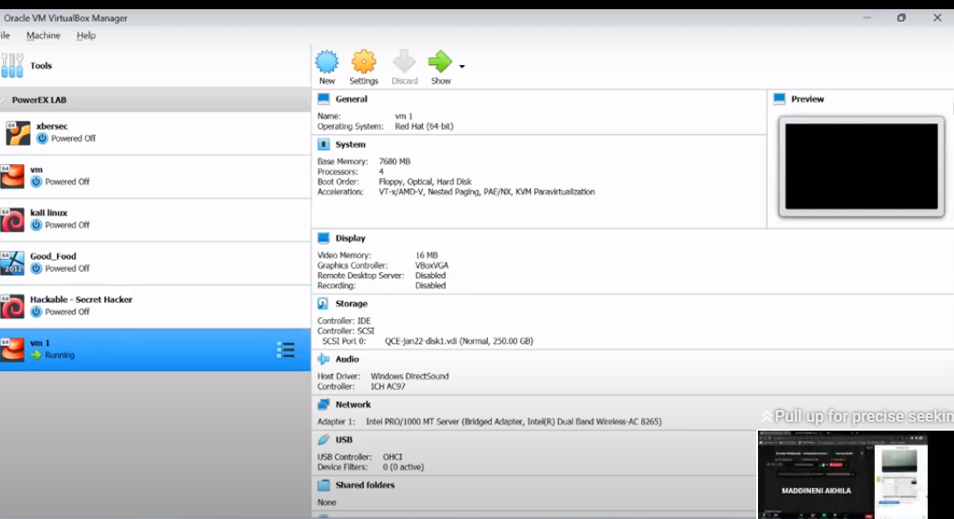 Oracle VM VirtualBox Manager
ile Machine Help
Tools
New Settings Discard Show
PowerEX LAB
64
xbersec
Powered Off
64
vm
Powered Off
64
kali linux
Powered Off
64
2012
Good_Food
Powered Off
64
Hackable - Secret Hacker
Powered Off
64
vm 1
Running
General
Name: vm 1
Operating System: Red Hat (64-bit)
System
Base Memory: 7680 MB
Processors: 4
Boot Order: Floppy, Optical, Hard Disk
Acceleration: VT-x/AMD-V, Nested Paging, PAE/NX, KVM Paravirtualization
Preview
Display
Video Memory: 16 MB
Graphics Controller: VBoxVGA
Remote Desktop Server: Disabled
Recording: Disabled
Storage
Controller: IDE
Controller: SCSI
SCSI Port 0: QCE-jan22-disk1.vdi (Normal, 250.00 GB)
Audio
Host Driver: Windows DirectSound
Controller: ICH AC97
Network
Adapter 1: Intel PRO/1000 MT Server (Bridged Adapter, Intel(R) Dual Band Wireless-AC 8265)
USB
USB Controller: OHCI
Device Filters: 0 (0 active)
Shared folders
None
Pull up for precise seekin
MADDINENI AKHILA